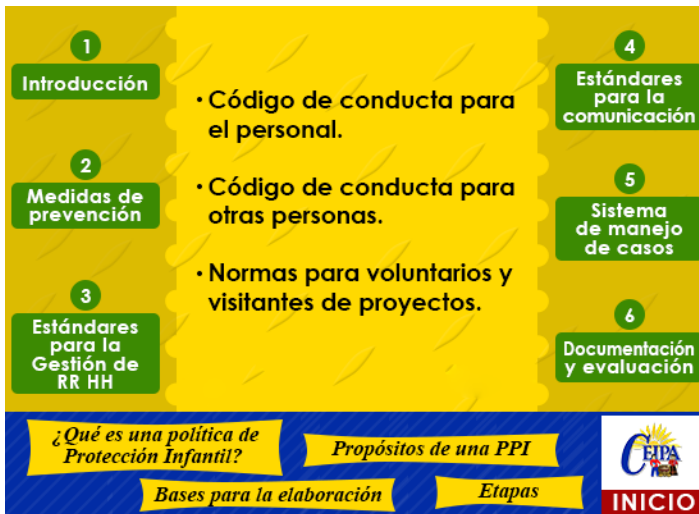 1
Introducción
2
Medidas de
prevención
3
Estándares
para la
Gestión de
RR HH
• Código de conducta para
el personal.
• Código de conducta para
otras personas.
• Normas para voluntarios y
visitantes de proyectos.
4
Estándares
para la
comunicación
5
Sistema
de manejo
de casos
6
Documentación
y evaluación
¿Qué es una política de
Protección Infantil?
Propósitos de una PPI
Bases para la elaboración
Etapas
CEIPA
INICIO